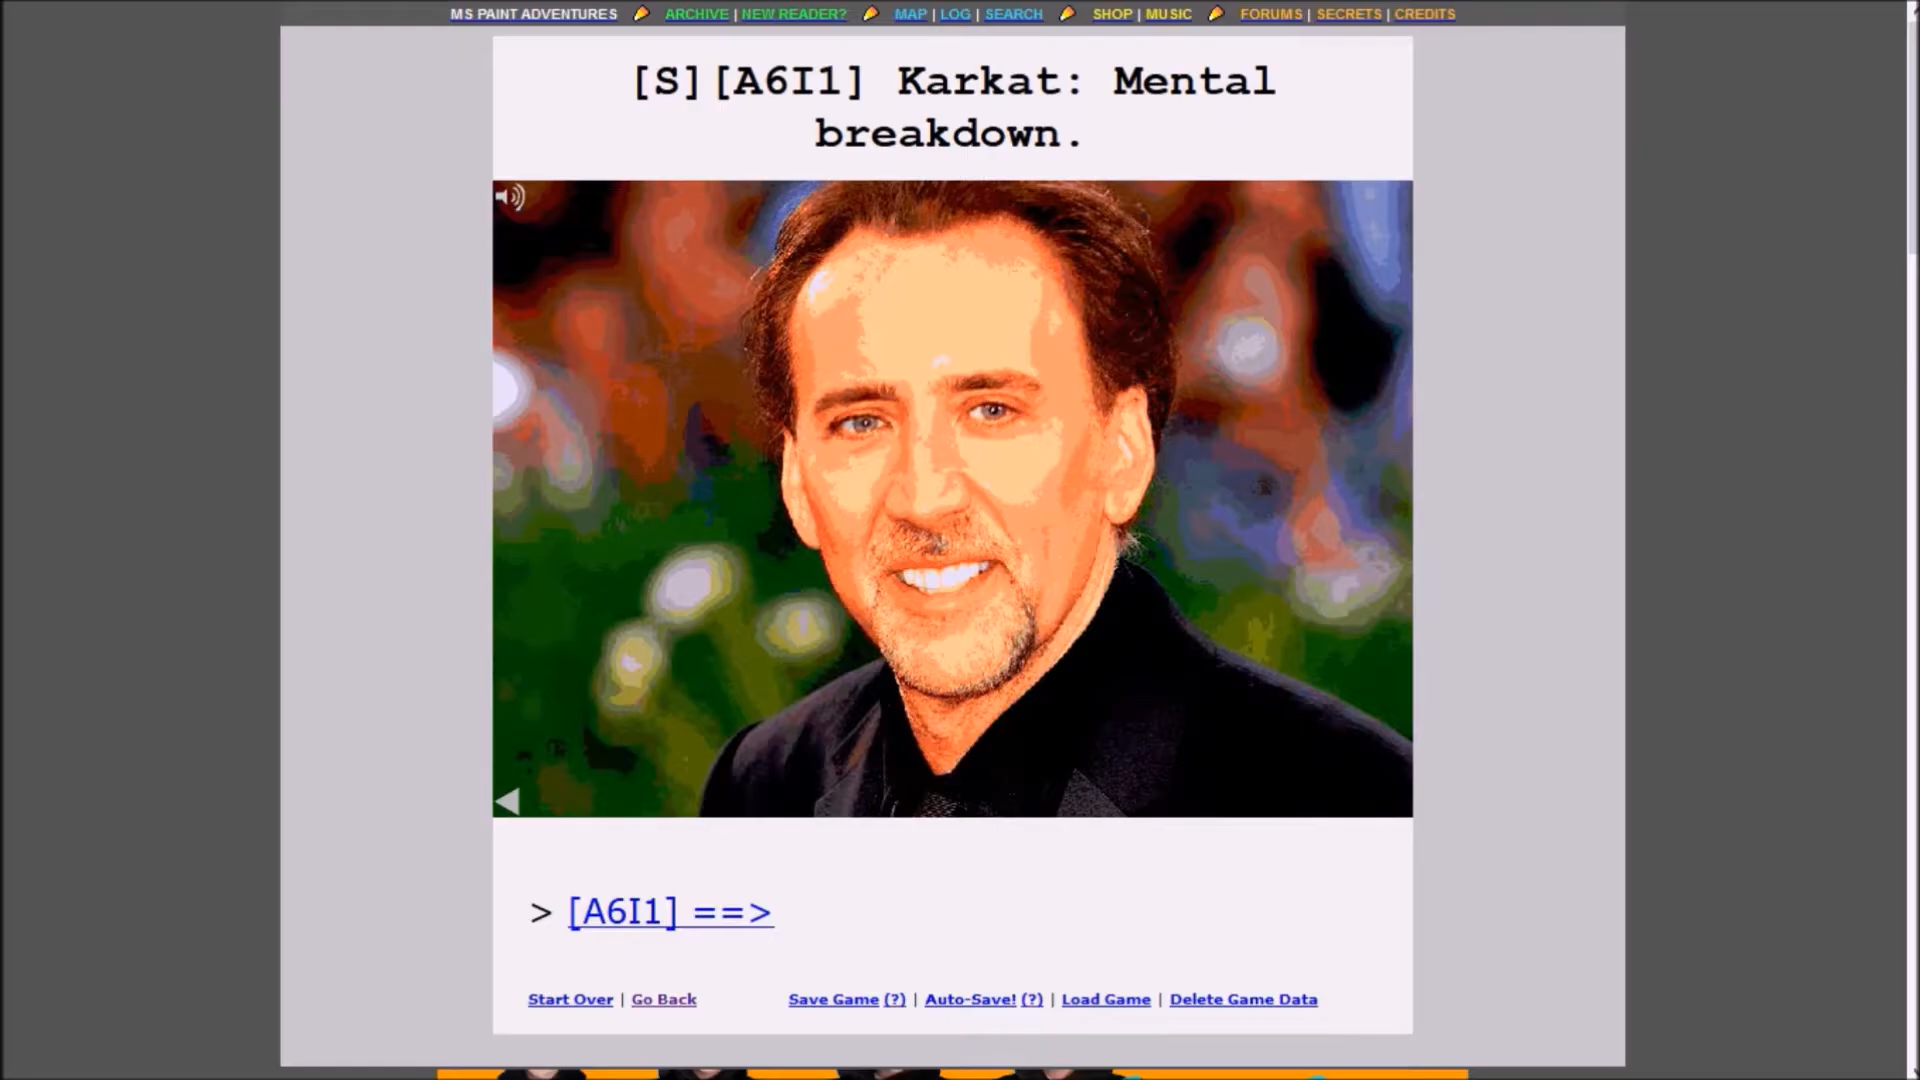 MS PAINT ADVENTURES ARCHIVE | NEW READER? MAP | LOG | SEARCH SHOP | MUSIC FORUMS | SECRETS | CREDITS
[S][A6I1] Karkat: Mental
breakdown.
> [A6I1] ==>
Start Over | Go Back Save Game (?) | Auto-Save! (?) | Load Game | Delete Game Data